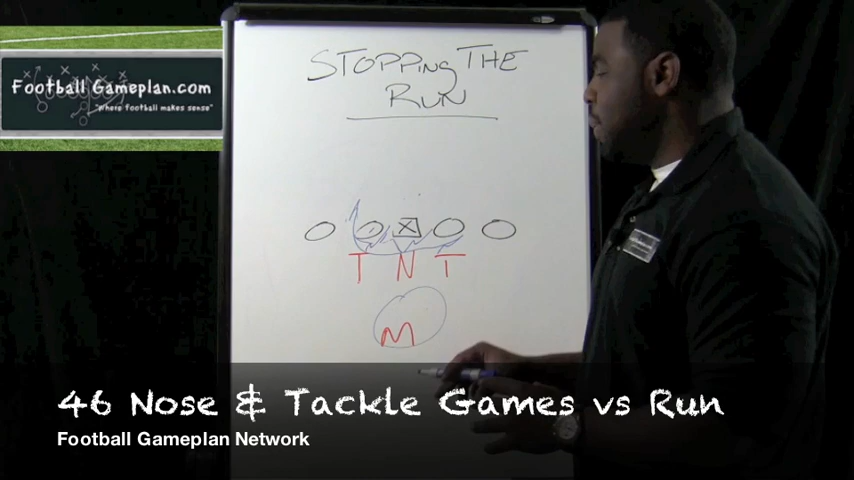 Football Gameplan.com
"where football makes sense"
STOPPING THE
RUN
X
T N T
M
46 Nose & Tackle Games vs Run
Football Gameplan Network